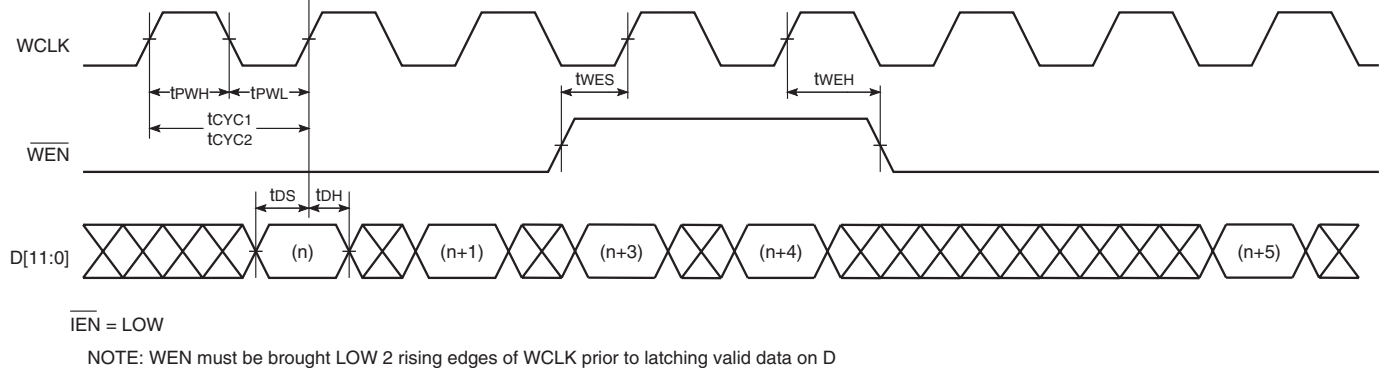 WCLK
tPWH tPWL
tWES
tWEH
tCYC1
tCYC2
WEN
tDS tDH
D[11:0]
(n) (n+1) (n+3) (n+4) (n+5)
IEN = LOW
NOTE: WEN must be brought LOW 2 rising edges of WCLK prior to latching valid data on D